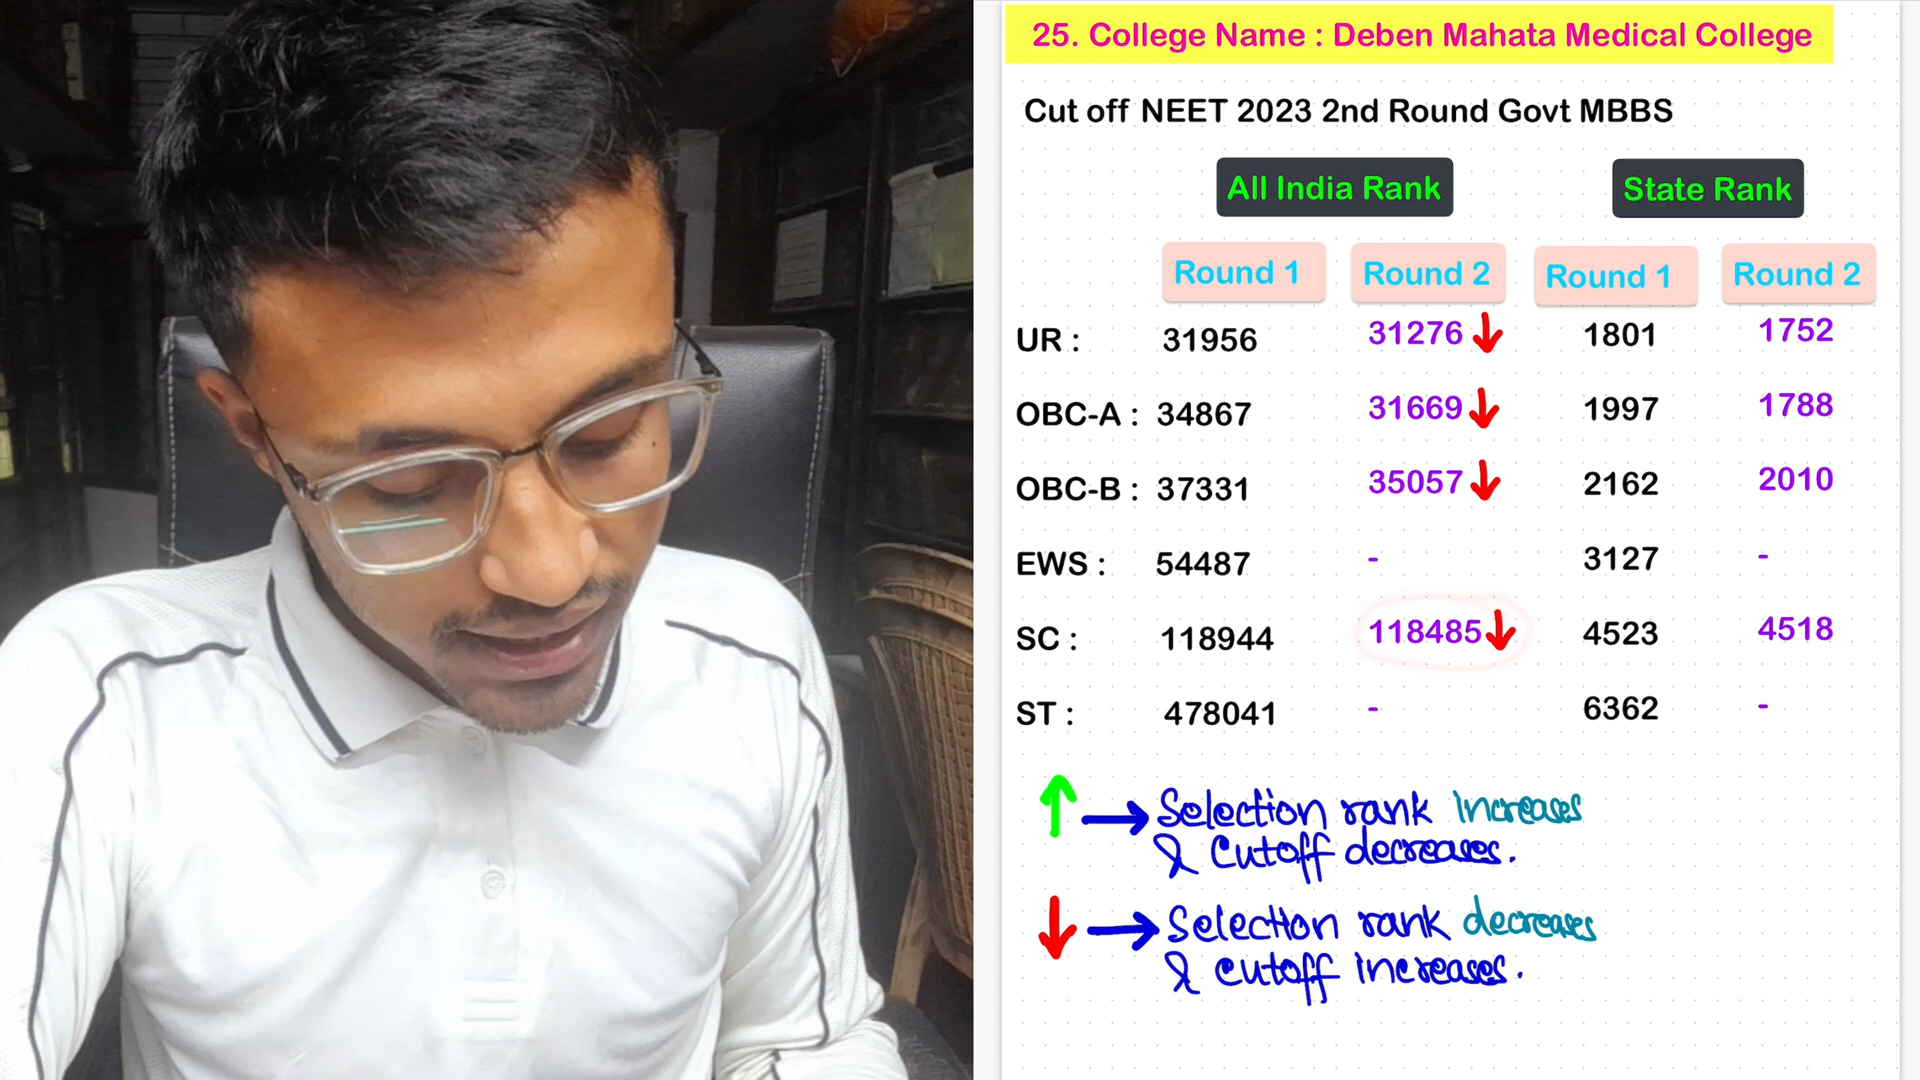 25. College Name : Deben Mahata Medical College
Cut off NEET 2023 2nd Round Govt MBBS
All India Rank State Rank
Round 1 Round 2 Round 1 Round 2
UR : 31956 31276 ↓ 1801 1752
OBC-A : 34867 31669 ↓ 1997 1788
OBC-B : 37331 35057 ↓ 2162 2010
EWS : 54487 - 3127 -
SC : 118944 118485 ↓ 4523 4518
ST : 478041 - 6362 -
↑ → Selection rank increases
& Cutoff decreases.
↓ → Selection rank decreases
& cutoff increases.